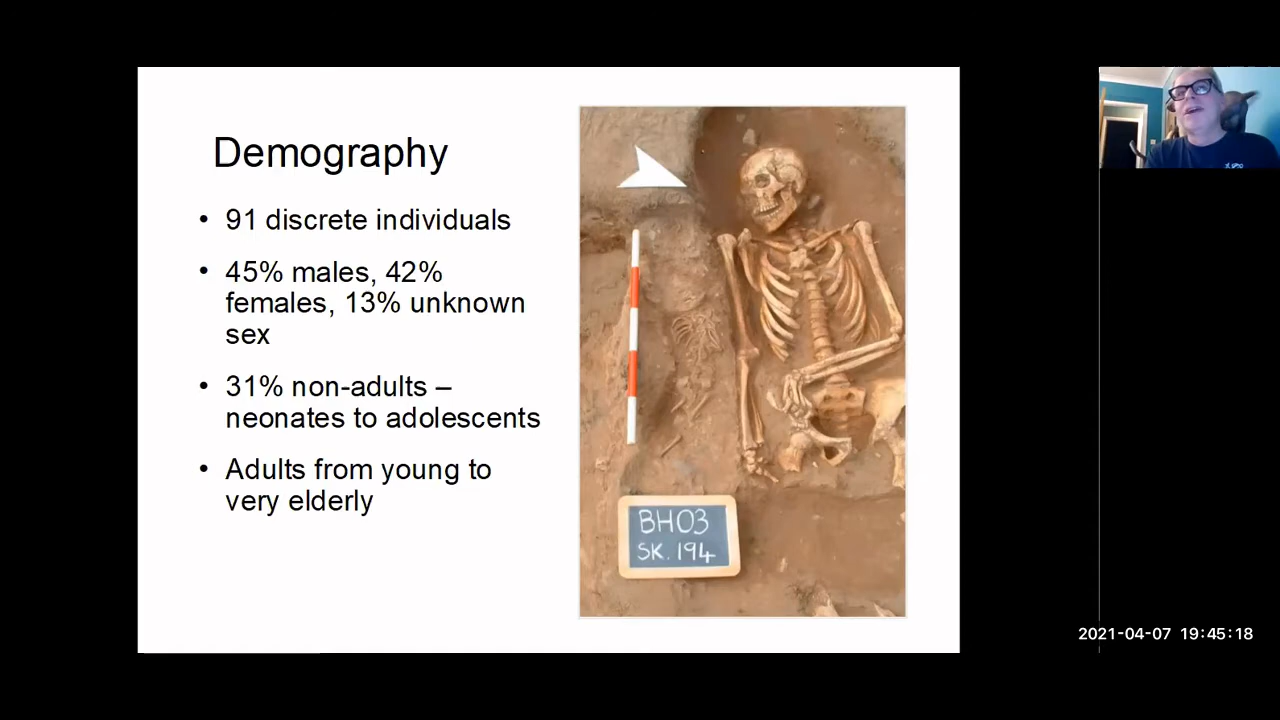 Demography
• 91 discrete individuals
• 45% males, 42%
females, 13% unknown
sex
• 31% non-adults –
neonates to adolescents
• Adults from young to
very elderly
BH03
SK. 194
2021-04-07 19:45:18